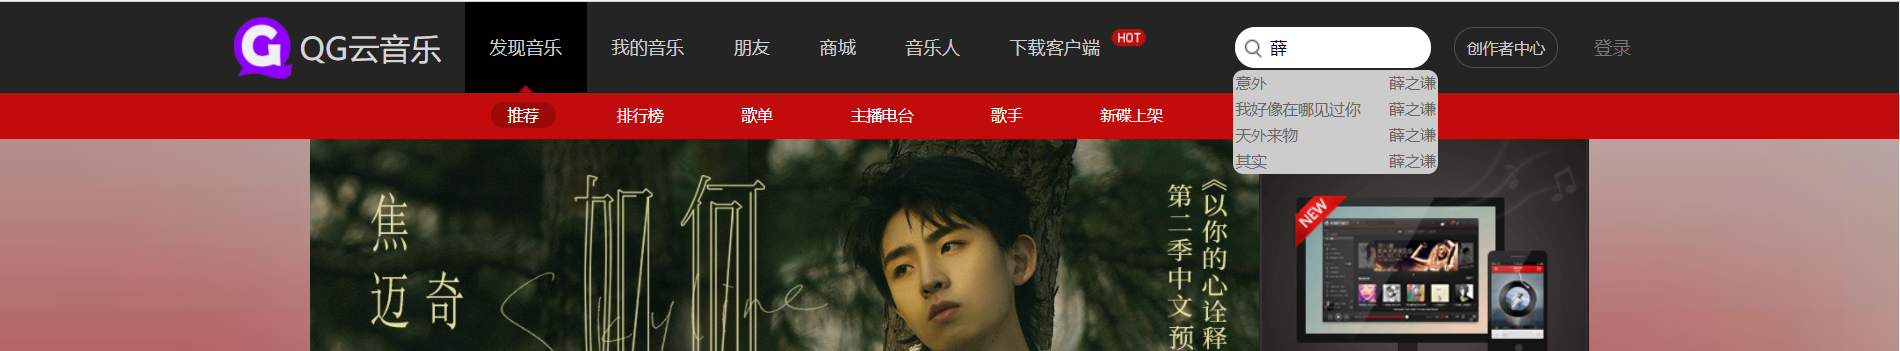 QG云音乐
发现音乐
我的音乐
朋友
商城
音乐人
下载客户端
HOT
薛
创作者中心
登录
推荐
排行榜
歌单
主播电台
歌手
新碟上架
意外 薛之谦
我好像在哪见过你 薛之谦
天外来物 薛之谦
其实 薛之谦
焦
迈奇
如何
Skyline
《以你的心诠释
第二季中文预
NEW